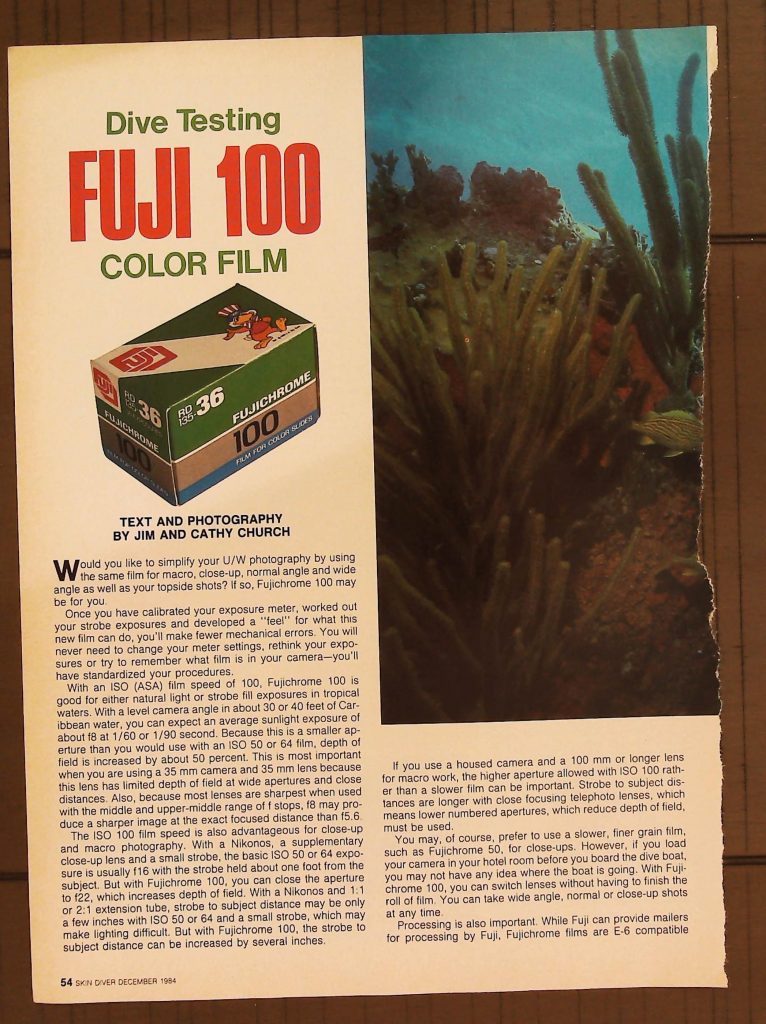 Dive Testing
FUJI 100
COLOR FILM
FUJI
FUJI
RD
135-36
FUJICHROME
100
FILM FOR COLOR SLIDES
RD
135-36
FUJICHROME
100
FILM FOR COLOR SLIDES
TEXT AND PHOTOGRAPHY
BY JIM AND CATHY CHURCH
Would you like to simplify your U/W photography by using
the same film for macro, close-up, normal angle and wide
angle as well as your topside shots? If so, Fujichrome 100 may
be for you.
Once you have calibrated your exposure meter, worked out
your strobe exposures and developed a "feel" for what this
new film can do, you'll make fewer mechanical errors. You will
never need to change your meter settings, rethink your expo-
sures or try to remember what film is in your camera—you'll
have standardized your procedures.
With an ISO (ASA) film speed of 100, Fujichrome 100 is
good for either natural light or strobe fill exposures in tropical
waters. With a level camera angle in about 30 or 40 feet of Car-
ibbean water, you can expect an average sunlight exposure of
about f8 at 1/60 or 1/90 second. Because this is a smaller ap-
erture than you would use with an ISO 50 or 64 film, depth of
field is increased by about 50 percent. This is most important
when you are using a 35 mm camera and 35 mm lens because
this lens has limited depth of field at wide apertures and close
distances. Also, because most lenses are sharpest when used
with the middle and upper-middle range of f stops, f8 may pro-
duce a sharper image at the exact focused distance than f5.6.
The ISO 100 film speed is also advantageous for close-up
and macro photography. With a Nikonos, a supplementary
close-up lens and a small strobe, the basic ISO 50 or 64 expo-
sure is usually f16 with the strobe held about one foot from the
subject. But with Fujichrome 100, you can close the aperture
to f22, which increases depth of field. With a Nikonos and 1:1
or 2:1 extension tube, strobe to subject distance may be only
a few inches with ISO 50 or 64 and a small strobe, which may
make lighting difficult. But with Fujichrome 100, the strobe to
subject distance can be increased by several inches.
If you use a housed camera and a 100 mm or longer lens
for macro work, the higher aperture allowed with ISO 100 rath-
er than a slower film can be important. Strobe to subject dis-
tances are longer with close focusing telephoto lenses, which
means lower numbered apertures, which reduce depth of field,
must be used.
You may, of course, prefer to use a slower, finer grain film,
such as Fujichrome 50, for close-ups. However, if you load
your camera in your hotel room before you board the dive boat,
you may not have any idea where the boat is going. With Fuji-
chrome 100, you can switch lenses without having to finish the
roll of film. You can take wide angle, normal or close-up shots
at any time.
Processing is also important. While Fuji can provide mailers
for processing by Fuji, Fujichrome films are E-6 compatible
54 SKIN DIVER DECEMBER 1984